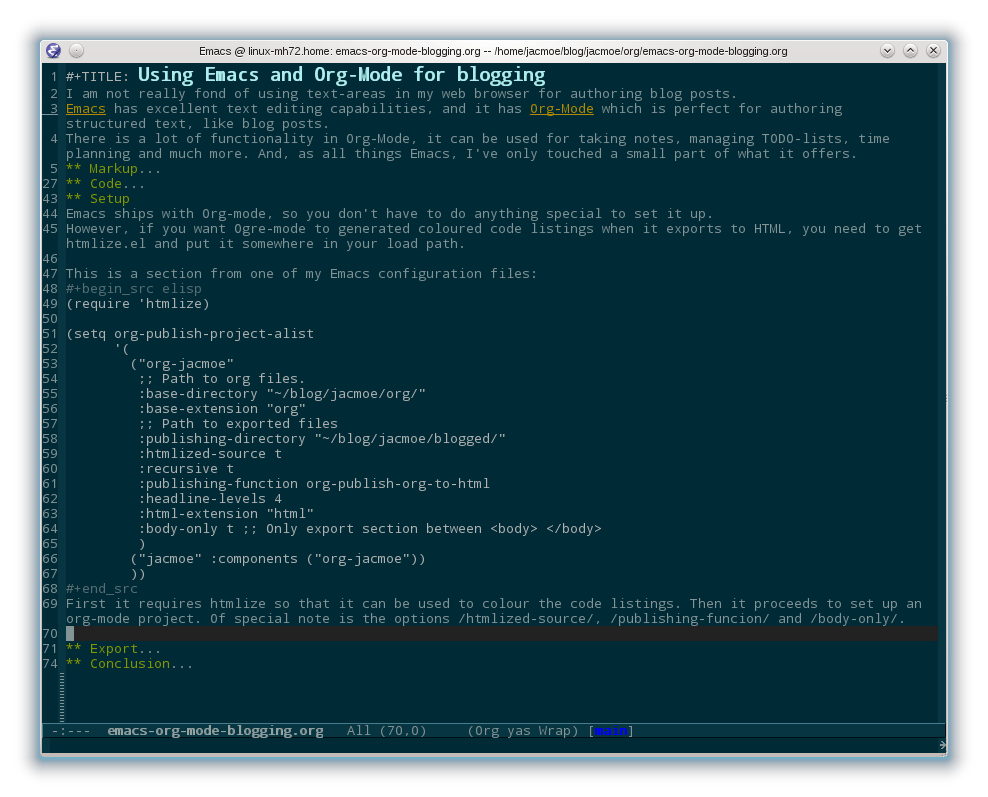 Emacs @ linux-mh72.home: emacs-org-mode-blogging.org -- /home/jacmoe/blog/jacmoe/org/emacs-org-mode-blogging.org
1 #+TITLE: Using Emacs and Org-Mode for blogging
2 I am not really fond of using text-areas in my web browser for authoring blog posts.
3 Emacs has excellent text editing capabilities, and it has Org-Mode which is perfect for authoring
structured text, like blog posts.
4 There is a lot of functionality in Org-Mode, it can be used for taking notes, managing TODO-lists, time
planning and much more. And, as all things Emacs, I've only touched a small part of what it offers.
5 ** Markup...
27 ** Code...
43 ** Setup
44 Emacs ships with Org-mode, so you don't have to do anything special to set it up.
45 However, if you want Ogre-mode to generated coloured code listings when it exports to HTML, you need to get
htmlize.el and put it somewhere in your load path.
46
47 This is a section from one of my Emacs configuration files:
48 #+begin_src elisp
49 (require 'htmlize)
50
51 (setq org-publish-project-alist
52       '(
53         ("org-jacmoe"
54          ;; Path to org files.
55          :base-directory "~/blog/jacmoe/org/"
56          :base-extension "org"
57          ;; Path to exported files
58          :publishing-directory "~/blog/jacmoe/blogged/"
59          :htmlized-source t
60          :recursive t
61          :publishing-function org-publish-org-to-html
62          :headline-levels 4
63          :html-extension "html"
64          :body-only t ;; Only export section between <body> </body>
65          )
66         ("jacmoe" :components ("org-jacmoe"))
67         ))
68 #+end_src
69 First it requires htmlize so that it can be used to colour the code listings. Then it proceeds to set up an
org-mode project. Of special note is the options /htmlized-source/, /publishing-funcion/ and /body-only/.
70
71 ** Export...
74 ** Conclusion...
-:--- emacs-org-mode-blogging.org All (70,0) (Org yas Wrap) [main]